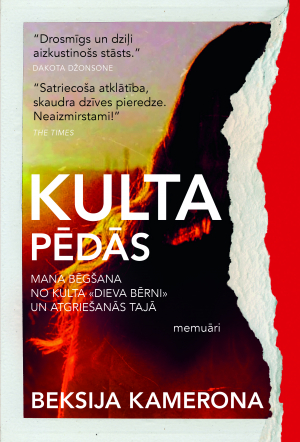 “Drosmīgs un dziļi
aizkustinošs stāsts.”
DAKOTA DŽONSONE
“Satriecoša atklātība,
skaudra dzīves pieredze.
Neaizmirstami!”
THE TIMES
KULTA
PĒDĀS
MANA BĒGŠANA
NO KULTA «DIEVA BĒRNI»
UN ATGRIEŠANĀS TAJĀ
memuāri
BEKSIJA KAMERONA